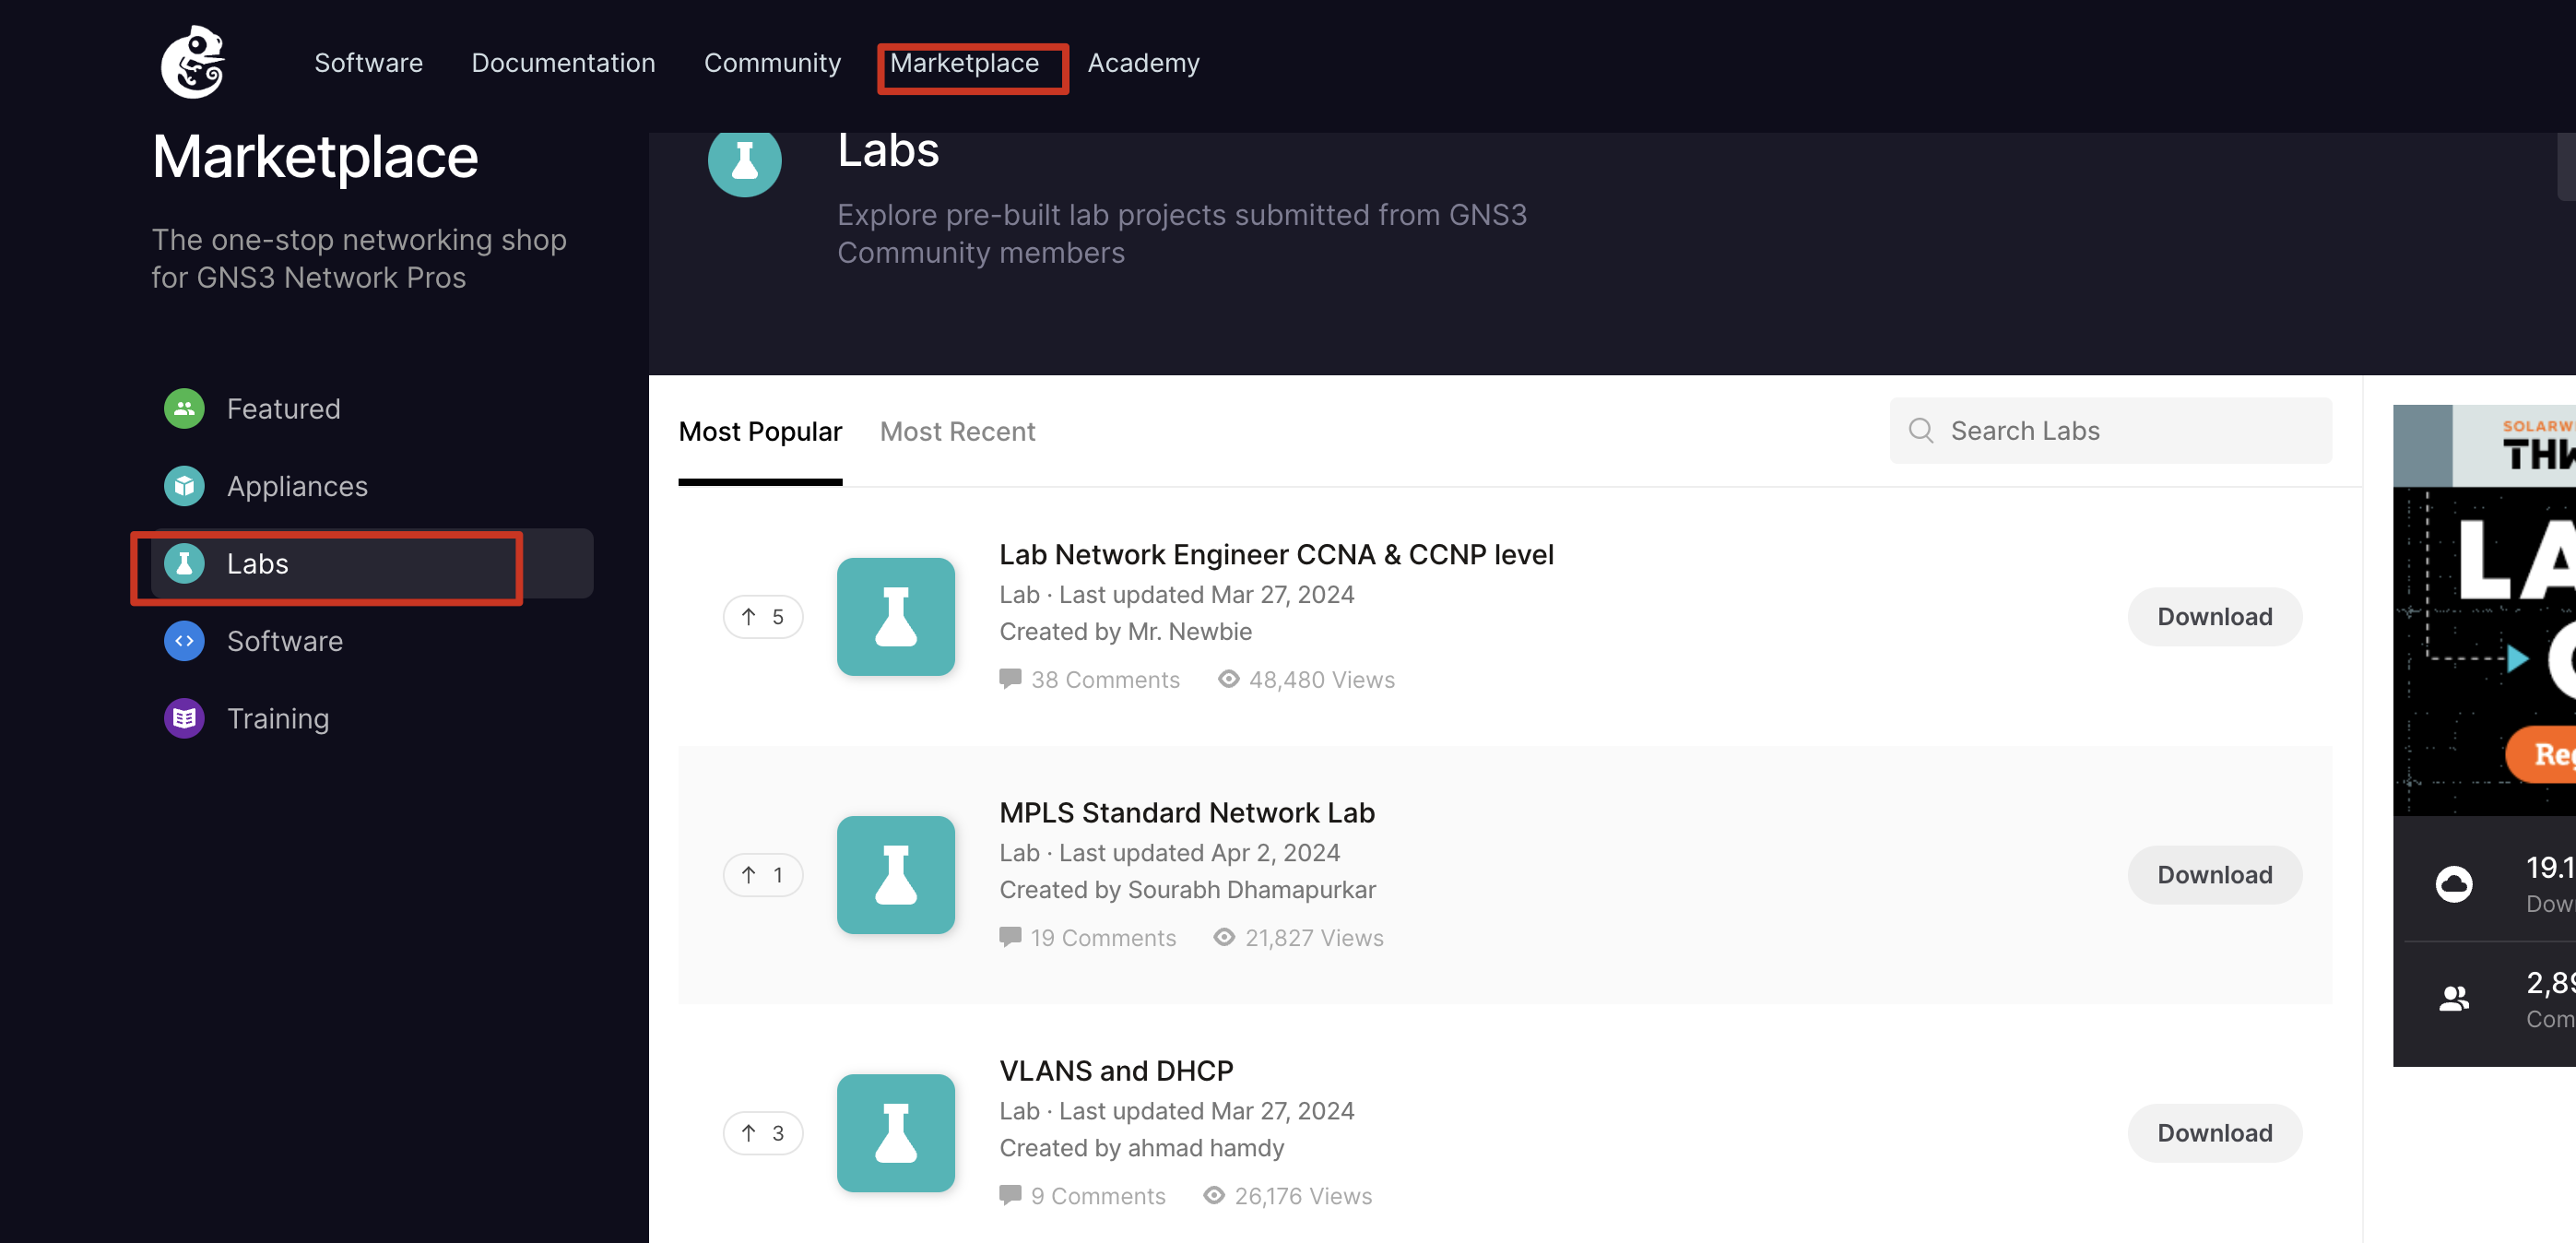 Software Documentation Community Marketplace Academy
Marketplace
The one-stop networking shop
for GNS3 Network Pros
Featured
Appliances
Labs
Software
Training
Labs
Explore pre-built lab projects submitted from GNS3
Community members
Most Popular Most Recent
Search Labs
Lab Network Engineer CCNA & CCNP level
Lab · Last updated Mar 27, 2024
Created by Mr. Newbie
38 Comments 48,480 Views
↑ 5
Download
MPLS Standard Network Lab
Lab · Last updated Apr 2, 2024
Created by Sourabh Dhamapurkar
19 Comments 21,827 Views
↑ 1
Download
VLANS and DHCP
Lab · Last updated Mar 27, 2024
Created by ahmad hamdy
9 Comments 26,176 Views
↑ 3
Download
SOLARW
THW
LA
Reg
19.1
Dow
2,89
Com